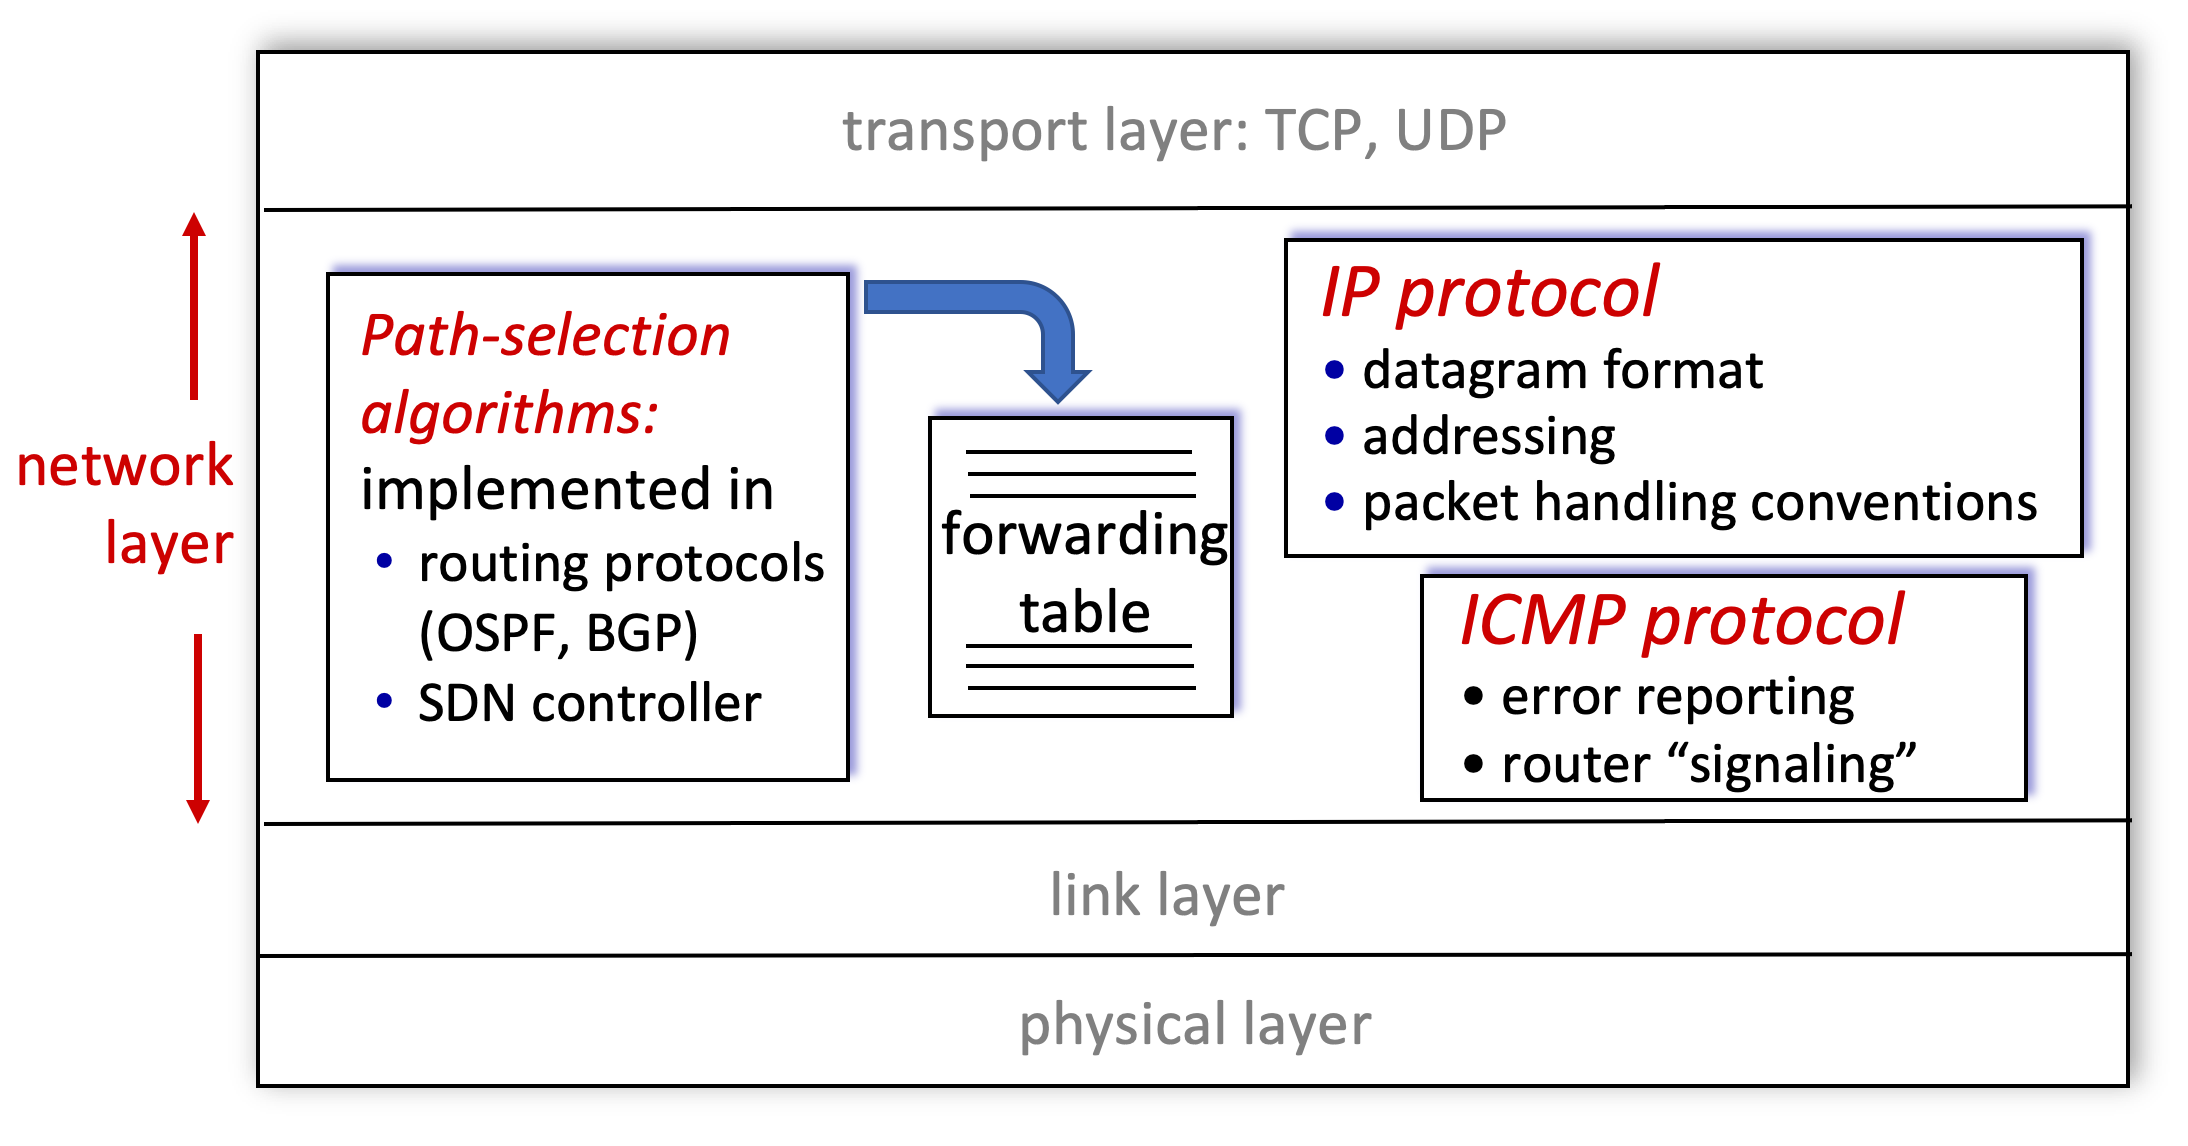 transport layer: TCP, UDP
network
layer
Path-selection
algorithms:
implemented in
• routing protocols
(OSPF, BGP)
• SDN controller
forwarding
table
IP protocol
• datagram format
• addressing
• packet handling conventions
ICMP protocol
• error reporting
• router “signaling”
link layer
physical layer